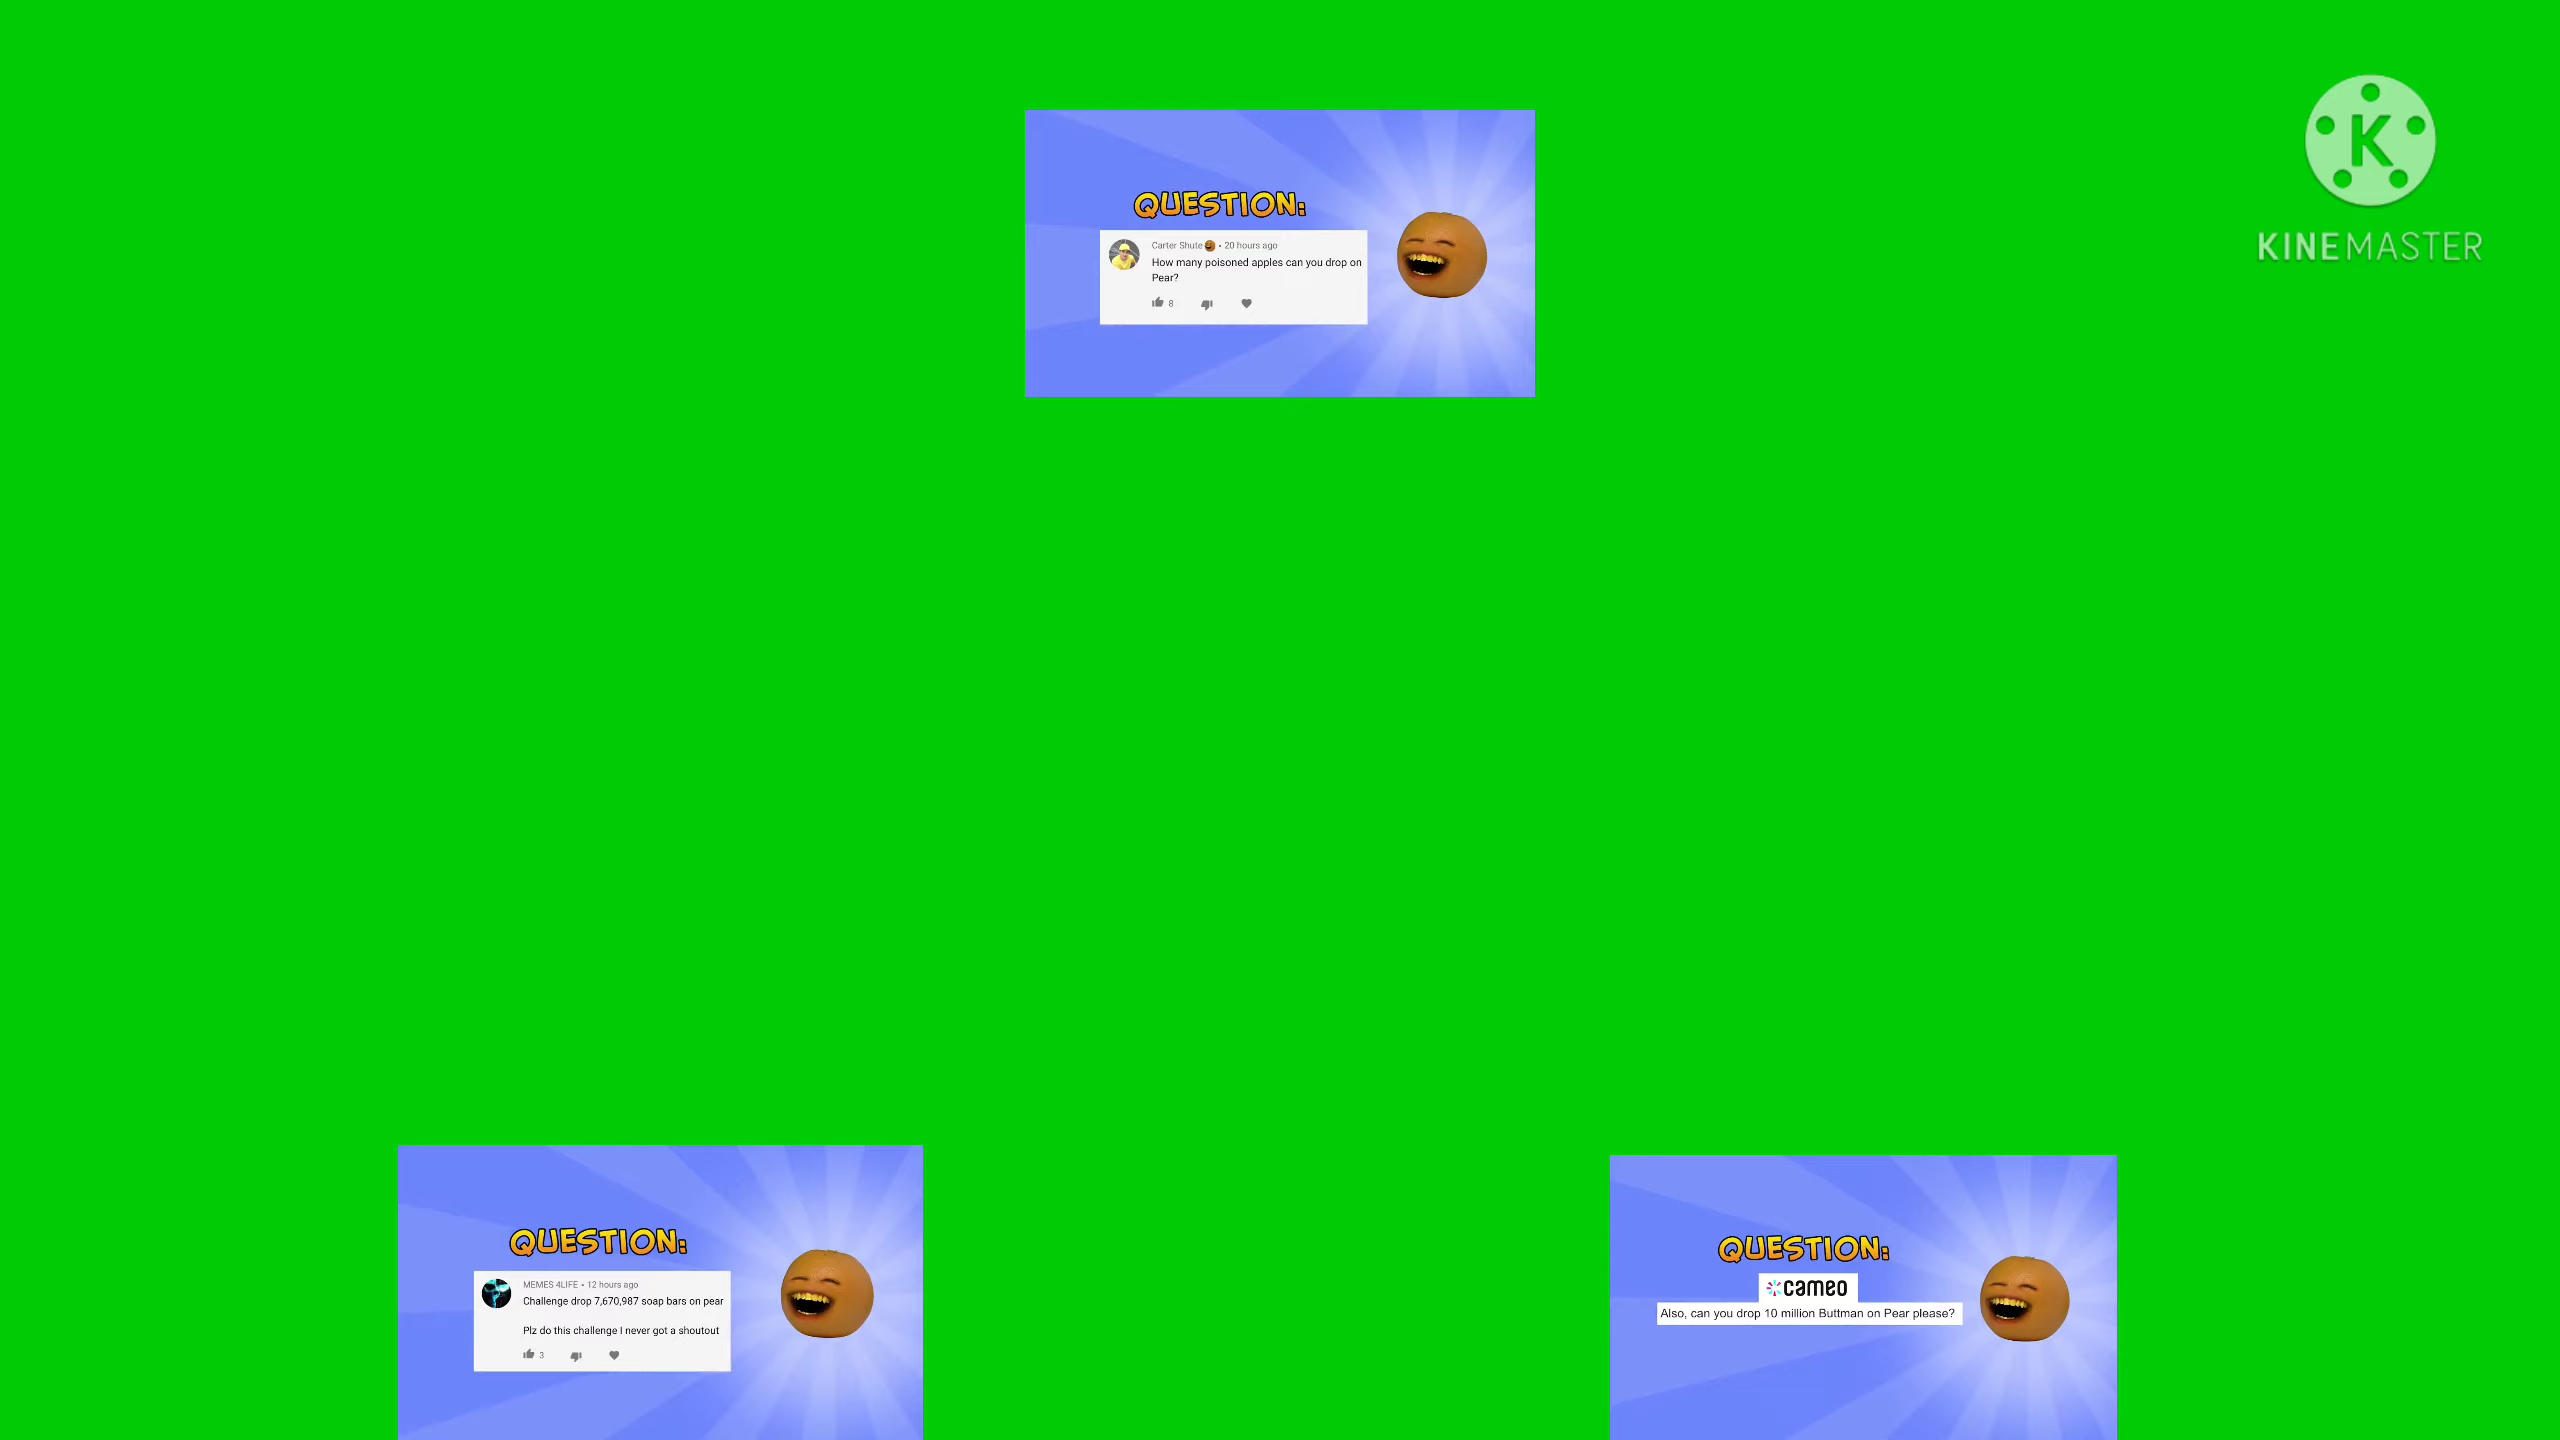 K
KINEMASTER
QUESTION:
Carter Shute • 20 hours ago
How many poisoned apples can you drop on
Pear?
8
QUESTION:
MEMES 4LIFE • 12 hours ago
Challenge drop 7,670,987 soap bars on pear
Plz do this challenge I never got a shoutout
3
QUESTION:
cameo
Also, can you drop 10 million Buttman on Pear please?